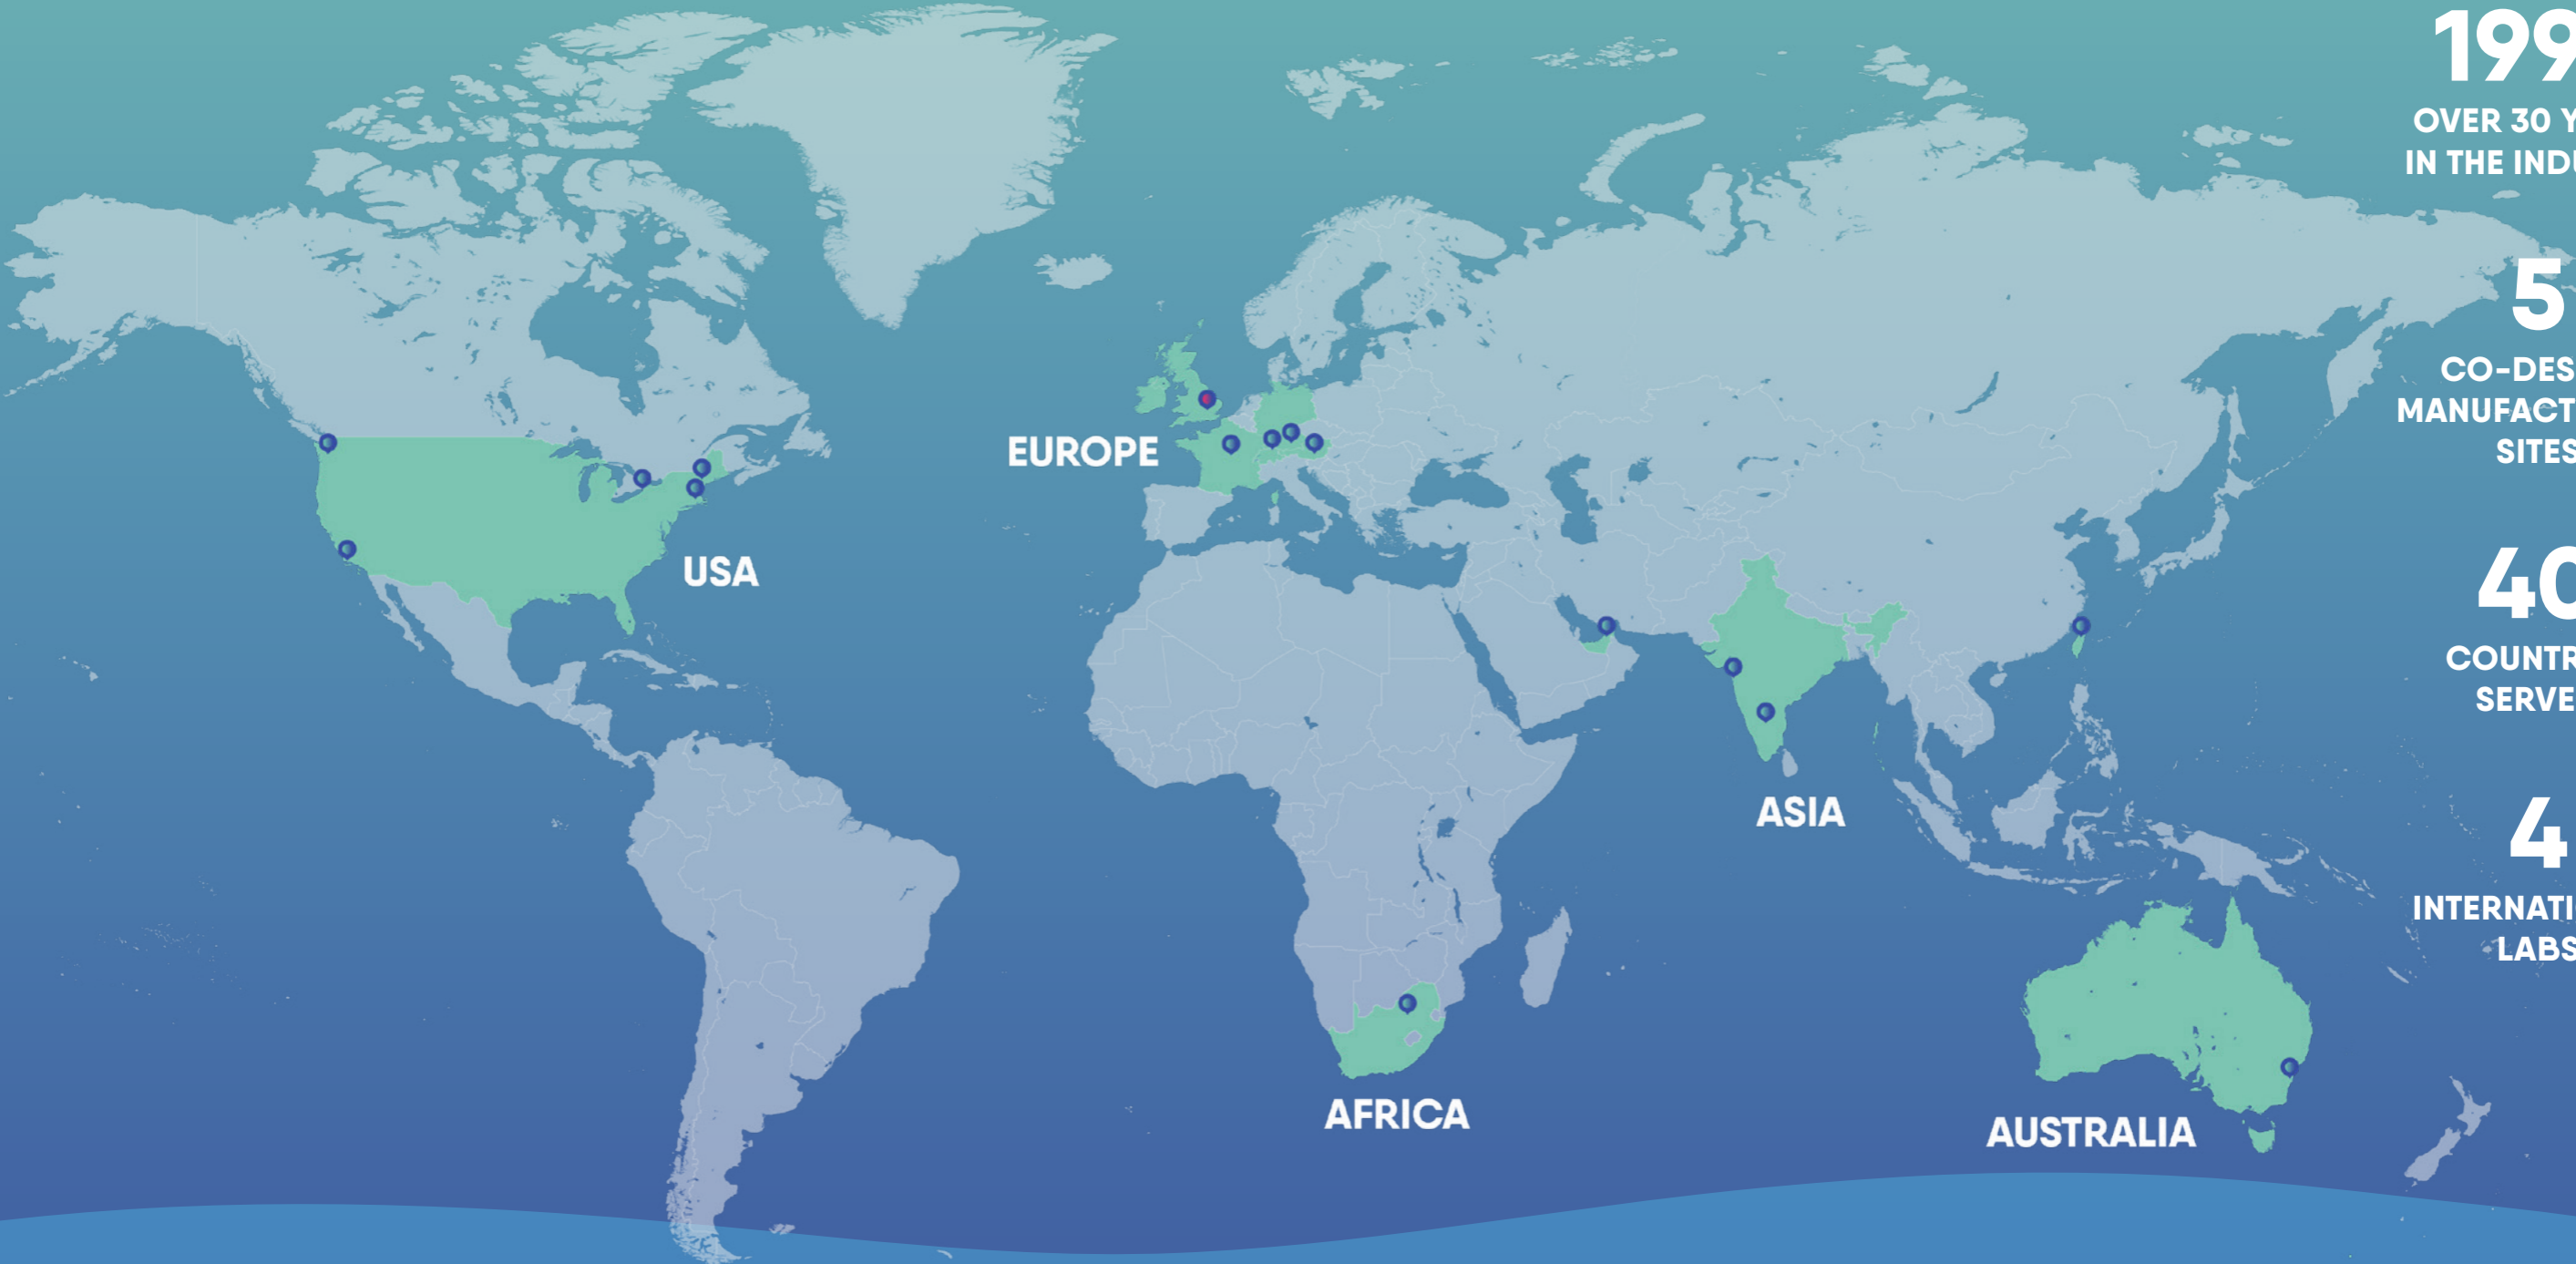 199
OVER 30 Y
IN THE INDU
5
CO-DES
MANUFACT
SITES
40
COUNTR
SERVE
4
INTERNATI
LABS
EUROPE
USA
ASIA
AFRICA
AUSTRALIA